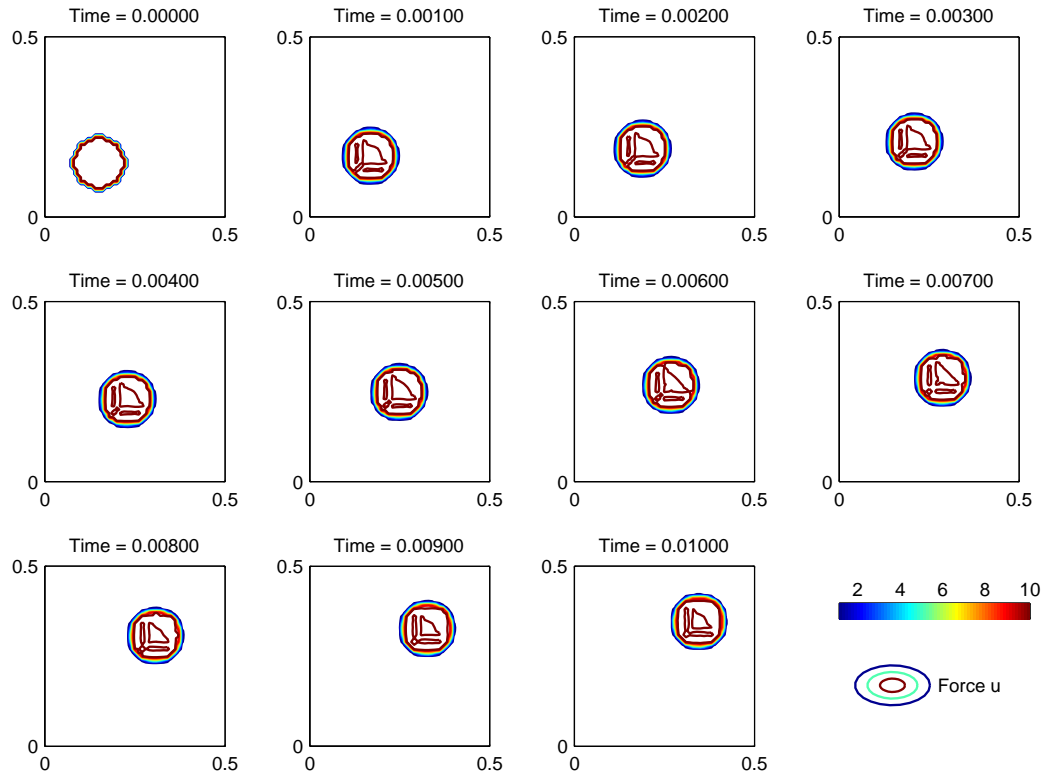 Time = 0.00000 Time = 0.00100 Time = 0.00200 Time = 0.00300
0.5 0.5 0.5 0.5
0 0 0 0
0 0.5 0 0.5 0 0.5 0 0.5
Time = 0.00400 Time = 0.00500 Time = 0.00600 Time = 0.00700
0.5 0.5 0.5 0.5
0 0 0 0
0 0.5 0 0.5 0 0.5 0 0.5
Time = 0.00800 Time = 0.00900 Time = 0.01000
0.5 0.5 0.5
2 4 6 8 10
Force u
0 0 0
0 0.5 0 0.5 0 0.5